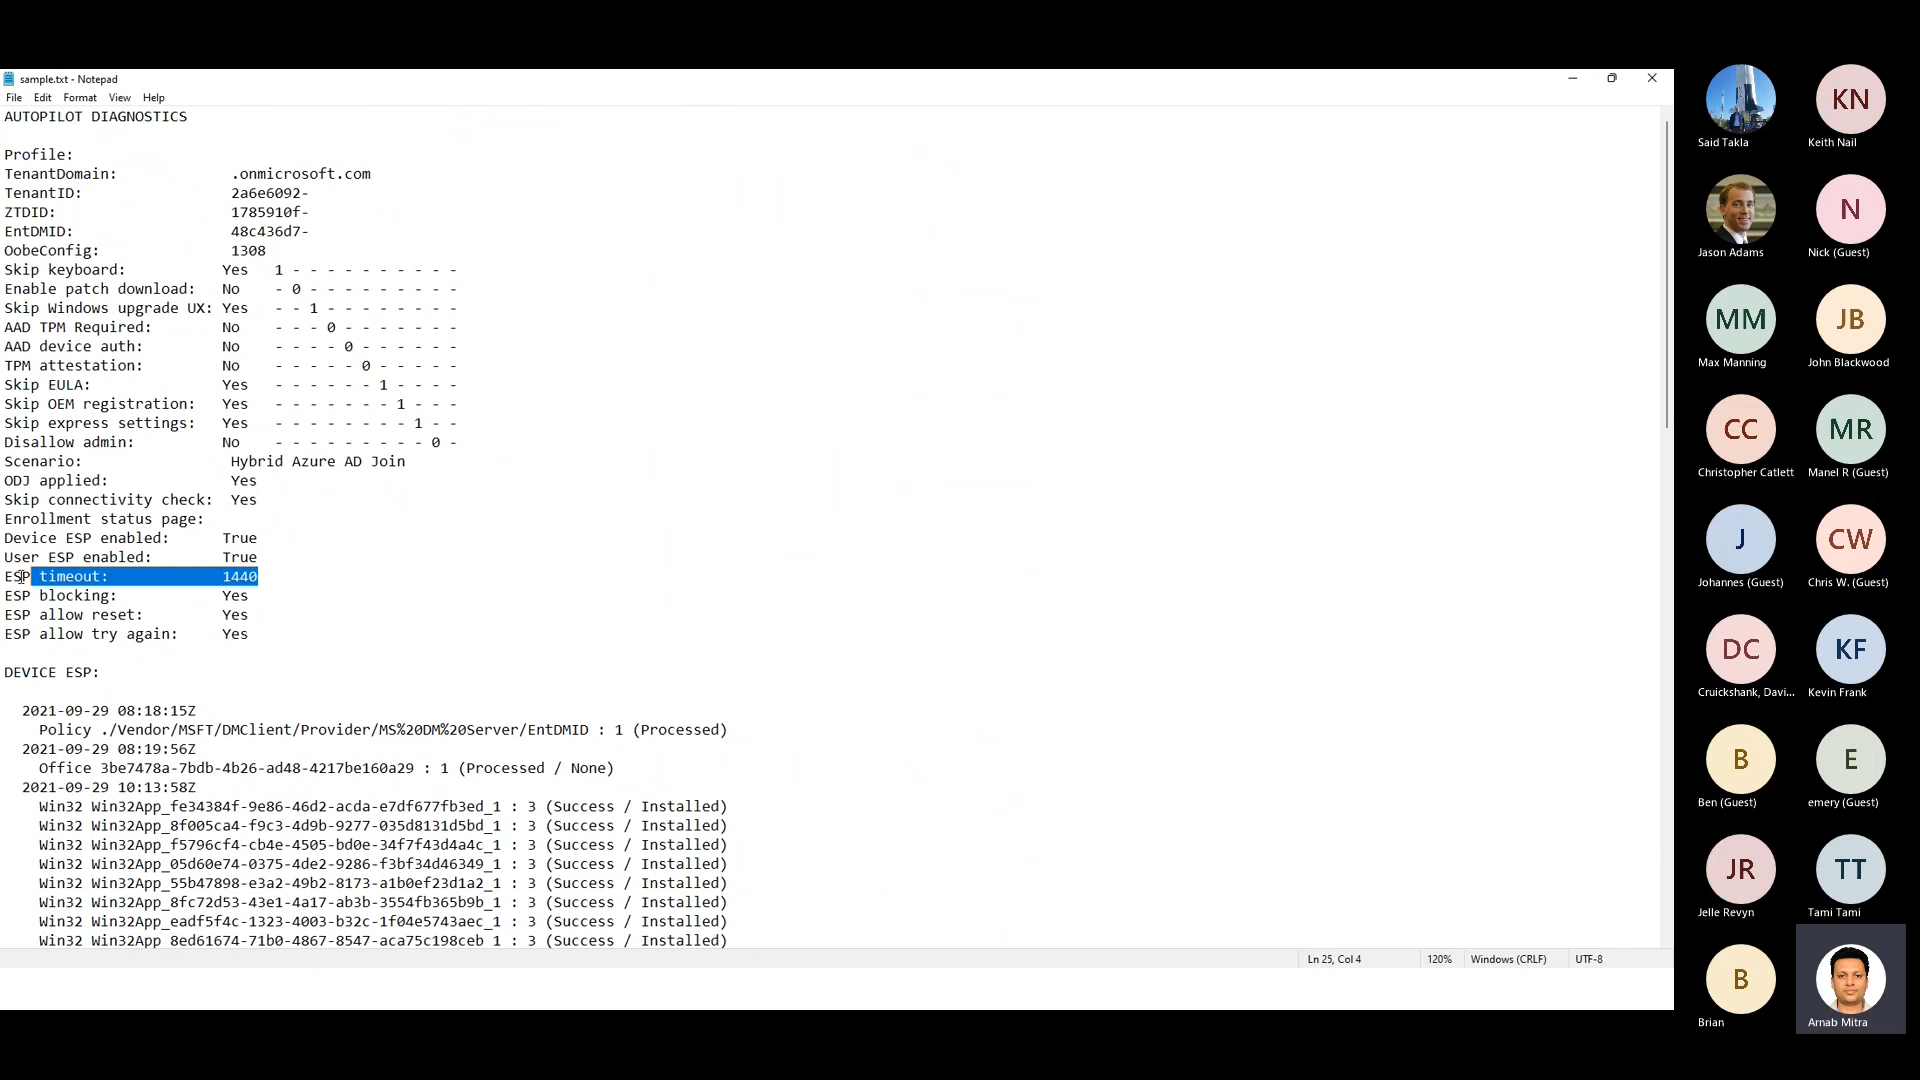 sample.txt - Notepad
File Edit Format View Help
AUTOPILOT DIAGNOSTICS
Profile:
TenantDomain: .onmicrosoft.com
TenantID: 2a6e6092-
ZTDID: 1785910f-
EntDMID: 48c436d7-
OobeConfig: 1308
Skip keyboard: Yes 1 - - - - - - - - - -
Enable patch download: No - 0 - - - - - - - - -
Skip Windows upgrade UX: Yes - - 1 - - - - - - - -
AAD TPM Required: No - - - 0 - - - - - - -
AAD device auth: No - - - - 0 - - - - - -
TPM attestation: No - - - - - 0 - - - - -
Skip EULA: Yes - - - - - - 1 - - - -
Skip OEM registration: Yes - - - - - - - 1 - - -
Skip express settings: Yes - - - - - - - - 1 - -
Disallow admin: No - - - - - - - - - 0 -
Scenario: Hybrid Azure AD Join
ODJ applied: Yes
Skip connectivity check: Yes
Enrollment status page:
Device ESP enabled: True
User ESP enabled: True
ESP timeout: 1440
ESP blocking: Yes
ESP allow reset: Yes
ESP allow try again: Yes
DEVICE ESP:
2021-09-29 08:18:15Z
Policy ./Vendor/MSFT/DMClient/Provider/MS%20DM%20Server/EntDMID : 1 (Processed)
2021-09-29 08:19:56Z
Office 3be7478a-7bdb-4b26-ad48-4217be160a29 : 1 (Processed / None)
2021-09-29 10:13:58Z
Win32 Win32App_fe34384f-9e86-46d2-acda-e7df677fb3ed_1 : 3 (Success / Installed)
Win32 Win32App_8f005ca4-f9c3-4d9b-9277-035d8131d5bd_1 : 3 (Success / Installed)
Win32 Win32App_f5796cf4-cb4e-4505-bd0e-34f7f43d4a4c_1 : 3 (Success / Installed)
Win32 Win32App_05d60e74-0375-4de2-9286-f3bf34d46349_1 : 3 (Success / Installed)
Win32 Win32App_55b47898-e3a2-49b2-8173-a1b0ef23d1a2_1 : 3 (Success / Installed)
Win32 Win32App_8fc72d53-43e1-4a17-ab3b-3554fb365b9b_1 : 3 (Success / Installed)
Win32 Win32App_eadf5f4c-1323-4003-b32c-1f04e5743aec_1 : 3 (Success / Installed)
Win32 Win32App_8ed61674-71b0-4867-8547-aca75c198ceb_1 : 3 (Success / Installed)
Ln 25, Col 4 120% Windows (CRLF) UTF-8
KN
Said Takla Keith Nail
N
Jason Adams Nick (Guest)
MM JB
Max Manning John Blackwood
CC MR
Christopher Catlett Manel R (Guest)
J CW
Johannes (Guest) Chris W. (Guest)
DC KF
Cruickshank, Davi... Kevin Frank
B E
Ben (Guest) emery (Guest)
JR TT
Jelle Revyn Tami Tami
B
Brian Arnab Mitra